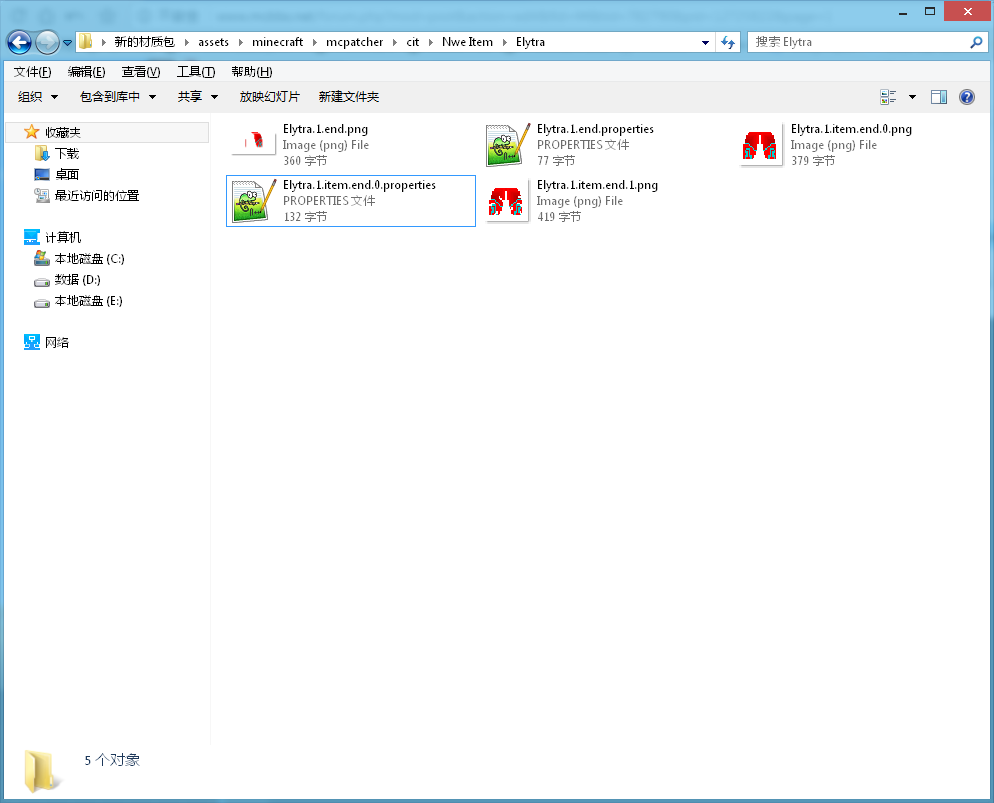 新的材质包 assets minecraft mcpatcher cit Nwe Item Elytra 搜索 Elytra
文件(F) 编辑(E) 查看(V) 工具(T) 帮助(H)
组织 包含到库中 共享 放映幻灯片 新建文件夹
收藏夹
下载
桌面
最近访问的位置
计算机
本地磁盘 (C:)
数据 (D:)
本地磁盘 (E:)
网络
Elytra.1.end.png
Image (png) File
360 字节
Elytra.1.end.properties
PROPERTIES 文件
77 字节
Elytra.1.item.end.0.png
Image (png) File
379 字节
Elytra.1.item.end.0.properties
PROPERTIES 文件
132 字节
Elytra.1.item.end.1.png
Image (png) File
419 字节
5 个对象